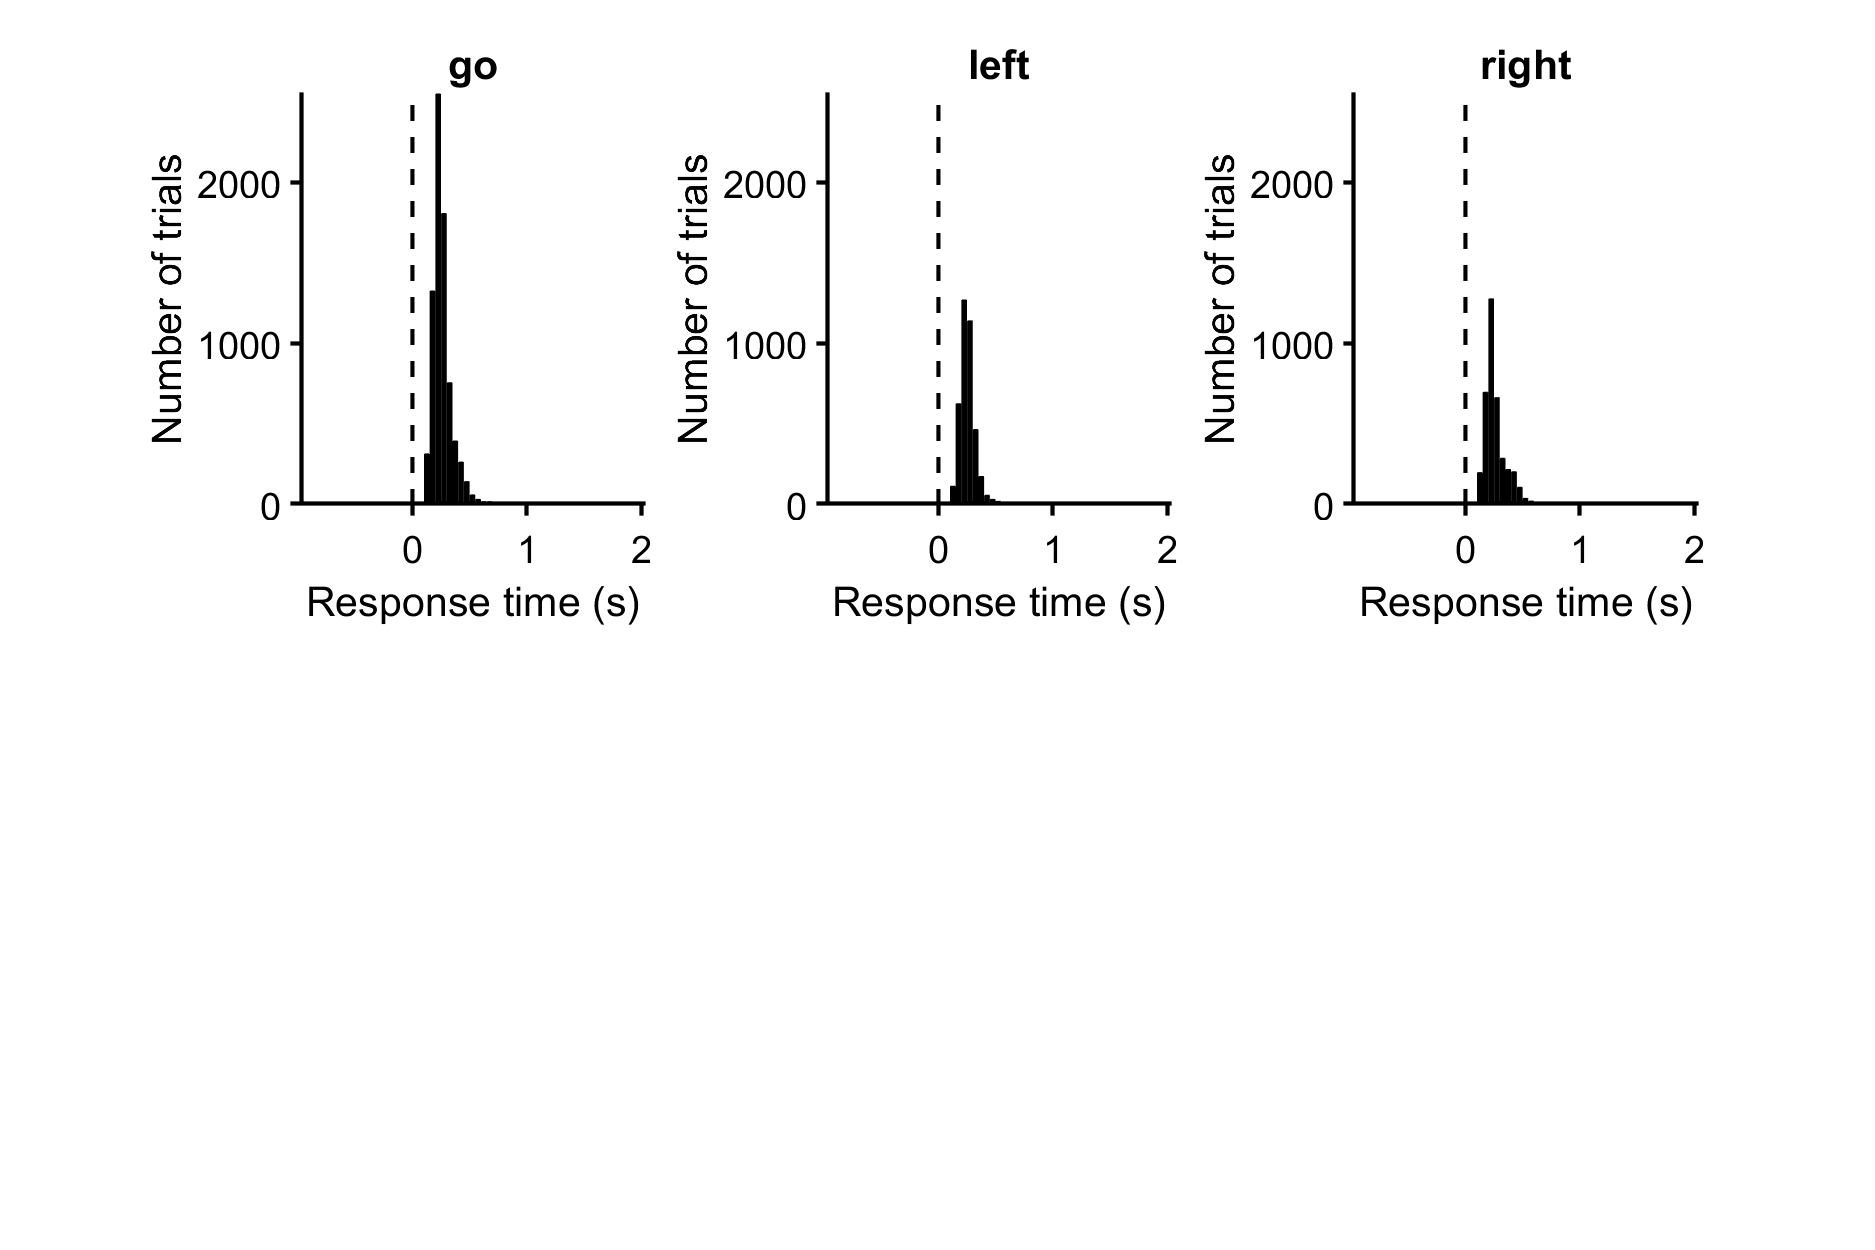 go
Number of trials
2000
1000
0
0 1 2
Response time (s)
left
Number of trials
2000
1000
0
0 1 2
Response time (s)
right
Number of trials
2000
1000
0
0 1 2
Response time (s)